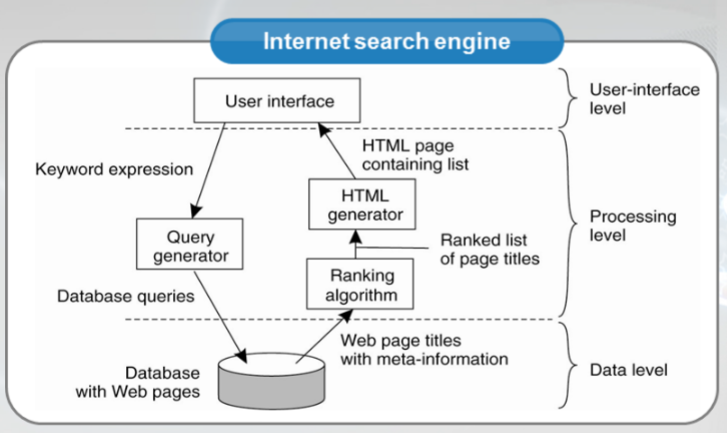 Internet search engine
User interface
User-interface
level
Keyword expression
HTML page
containing list
HTML
generator
Query
generator
Processing
level
Ranked list
of page titles
Ranking
algorithm
Database queries
Web page titles
with meta-information
Database
with Web pages
Data level